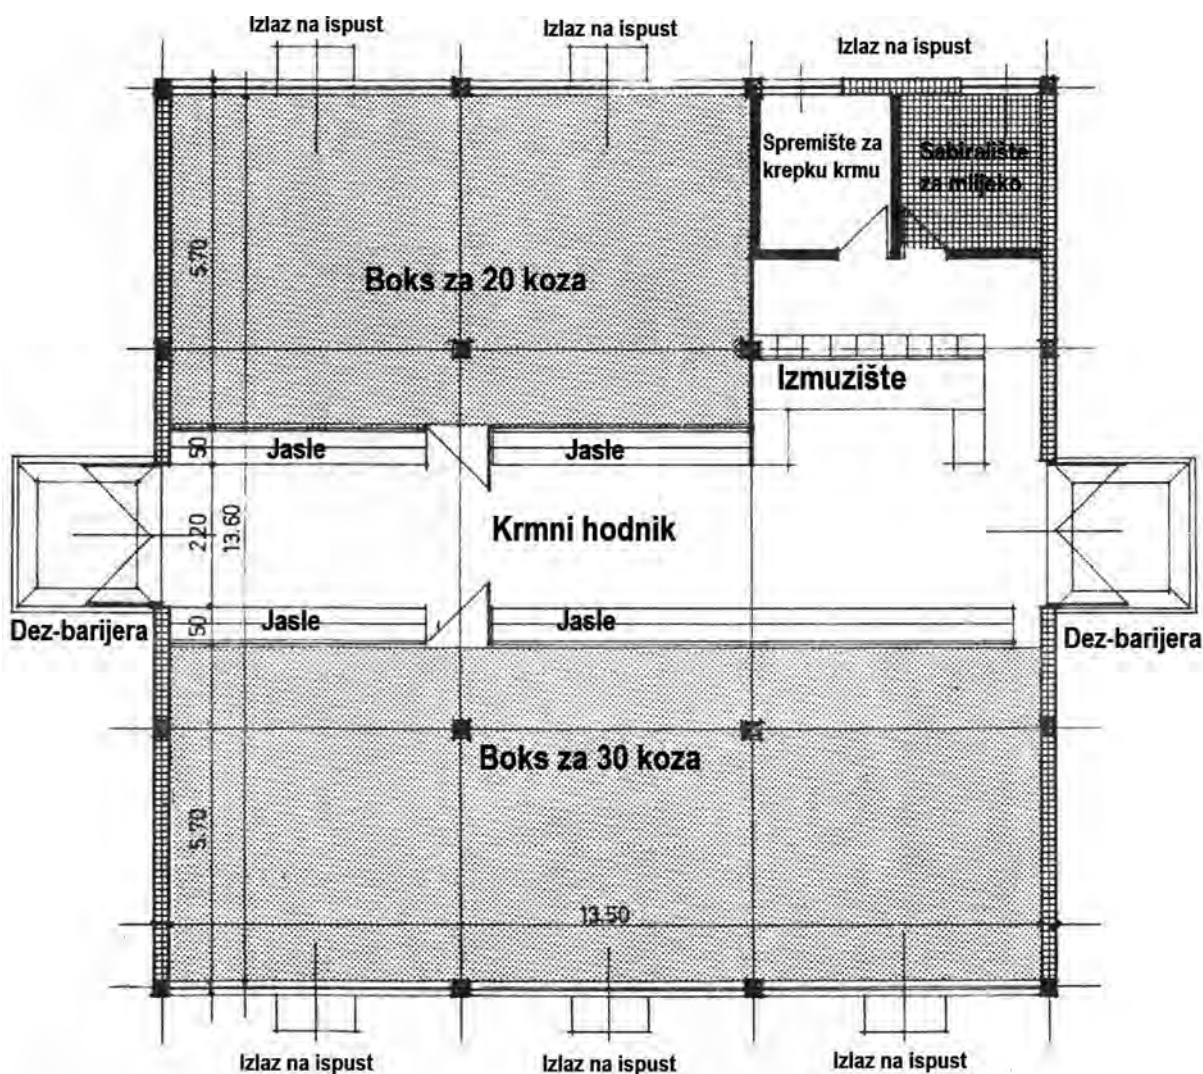 Izlaz na ispust
Izlaz na ispust
Izlaz na ispust
Spremište za
krepku krmu
Sabiralište
za mlijeko
5.70
Boks za 20 koza
Izmuzište
50
Jasle
Jasle
2.20
13.60
Krmni hodnik
50
Jasle
Jasle
Dez-barijera
Dez-barijera
Boks za 30 koza
5.70
13.50
Izlaz na ispust
Izlaz na ispust
Izlaz na ispust